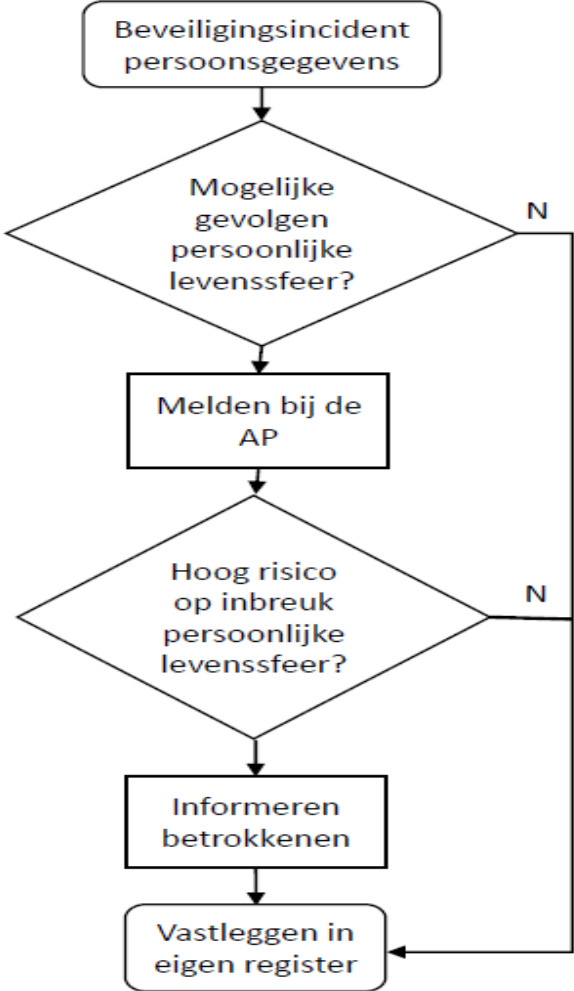 Beveiligingsincident
persoonsgegevens
Mogelijke
gevolgen
persoonlijke
levenssfeer?
N
Melden bij de
AP
Hoog risico
op inbreuk
persoonlijke
levenssfeer?
N
Informeren
betrokkenen
Vastleggen in
eigen register